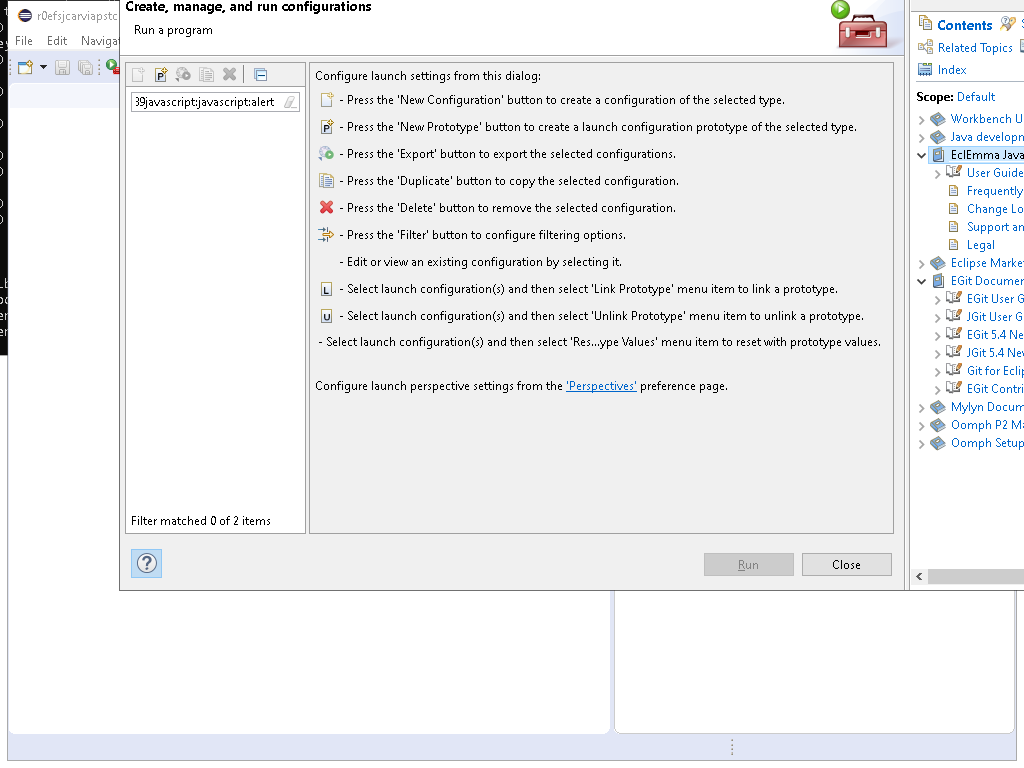 Create, manage, and run configurations
Run a program
r0efsjcarviapstc
File Edit Navigat
39javascript:javascript:alert
Filter matched 0 of 2 items
Configure launch settings from this dialog:
- Press the 'New Configuration' button to create a configuration of the selected type.
- Press the 'New Prototype' button to create a launch configuration prototype of the selected type.
- Press the 'Export' button to export the selected configurations.
- Press the 'Duplicate' button to copy the selected configuration.
- Press the 'Delete' button to remove the selected configuration.
- Press the 'Filter' button to configure filtering options.
- Edit or view an existing configuration by selecting it.
L - Select launch configuration(s) and then select 'Link Prototype' menu item to link a prototype.
U - Select launch configuration(s) and then select 'Unlink Prototype' menu item to unlink a prototype.
- Select launch configuration(s) and then select 'Res...ype Values' menu item to reset with prototype values.
Configure launch perspective settings from the 'Perspectives' preference page.
?
Run
Close
Contents
Related Topics
Index
Scope: Default
Workbench U
Java developm
EclEmma Java
User Guide
Frequently
Change Lo
Support an
Legal
Eclipse Market
EGit Documen
EGit User G
JGit User G
EGit 5.4 Ne
JGit 5.4 New
Git for Eclip
EGit Contri
Mylyn Docum
Oomph P2 Ma
Oomph Setup